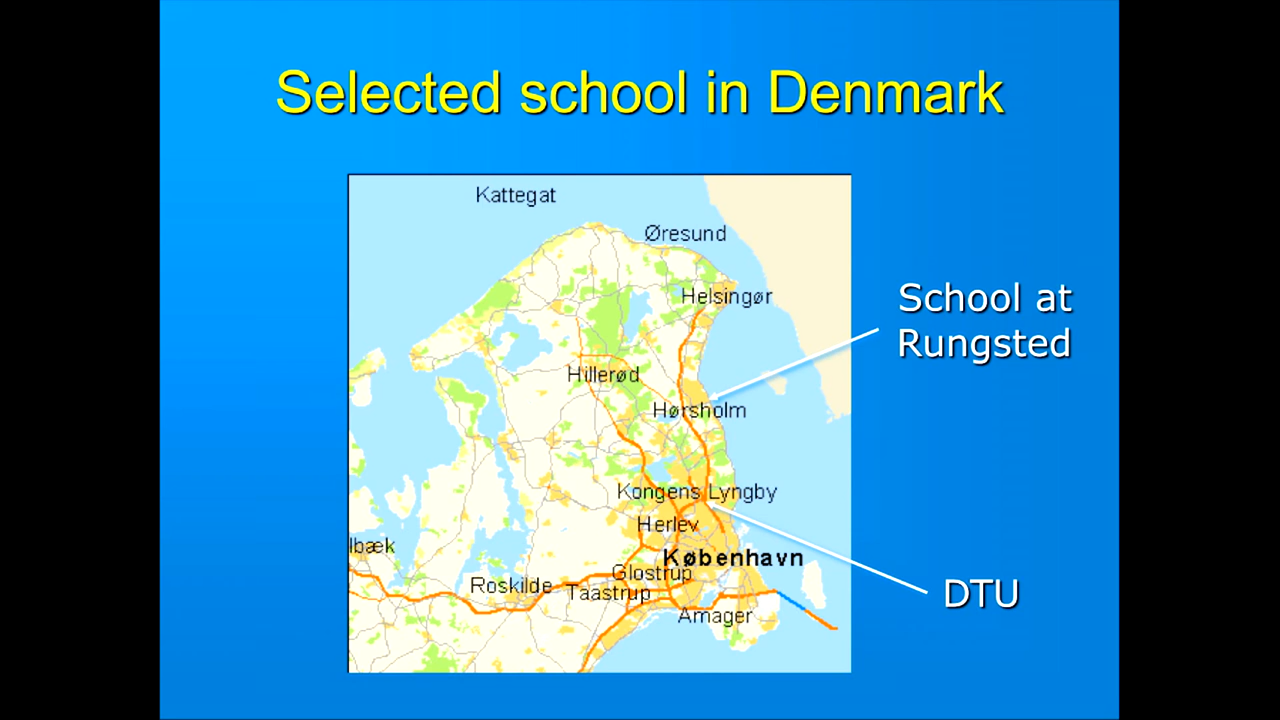 Selected school in Denmark
Kattegat
Øresund
Helsingør
School at
Rungsted
Hillerød
Hørsholm
Kongens Lyngby
Herlev
lbæk
København
Glostrup
Roskilde
Taastrup
DTU
Amager